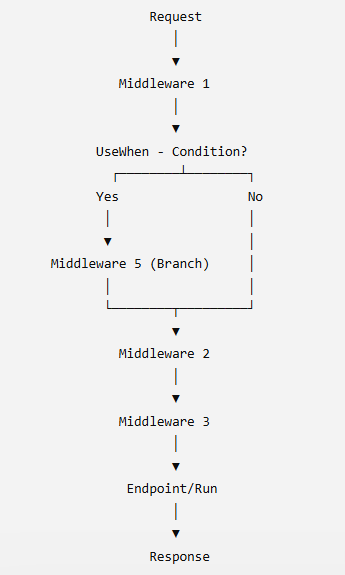 Request
Middleware 1
UseWhen - Condition?
Yes No
Middleware 5 (Branch)
Middleware 2
Middleware 3
Endpoint/Run
Response